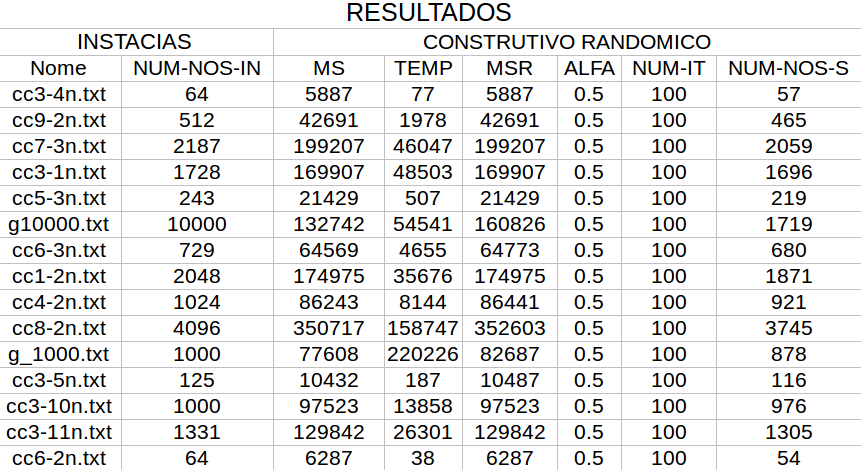 RESULTADOS
INSTACIAS CONSTRUTIVO RANDOMICO
Nome NUM-NOS-IN MS TEMP MSR ALFA NUM-IT NUM-NOS-S
cc3-4n.txt 64 5887 77 5887 0.5 100 57
cc9-2n.txt 512 42691 1978 42691 0.5 100 465
cc7-3n.txt 2187 199207 46047 199207 0.5 100 2059
cc3-1n.txt 1728 169907 48503 169907 0.5 100 1696
cc5-3n.txt 243 21429 507 21429 0.5 100 219
g10000.txt 10000 132742 54541 160826 0.5 100 1719
cc6-3n.txt 729 64569 4655 64773 0.5 100 680
cc1-2n.txt 2048 174975 35676 174975 0.5 100 1871
cc4-2n.txt 1024 86243 8144 86441 0.5 100 921
cc8-2n.txt 4096 350717 158747 352603 0.5 100 3745
g_1000.txt 1000 77608 220226 82687 0.5 100 878
cc3-5n.txt 125 10432 187 10487 0.5 100 116
cc3-10n.txt 1000 97523 13858 97523 0.5 100 976
cc3-11n.txt 1331 129842 26301 129842 0.5 100 1305
cc6-2n.txt 64 6287 38 6287 0.5 100 54